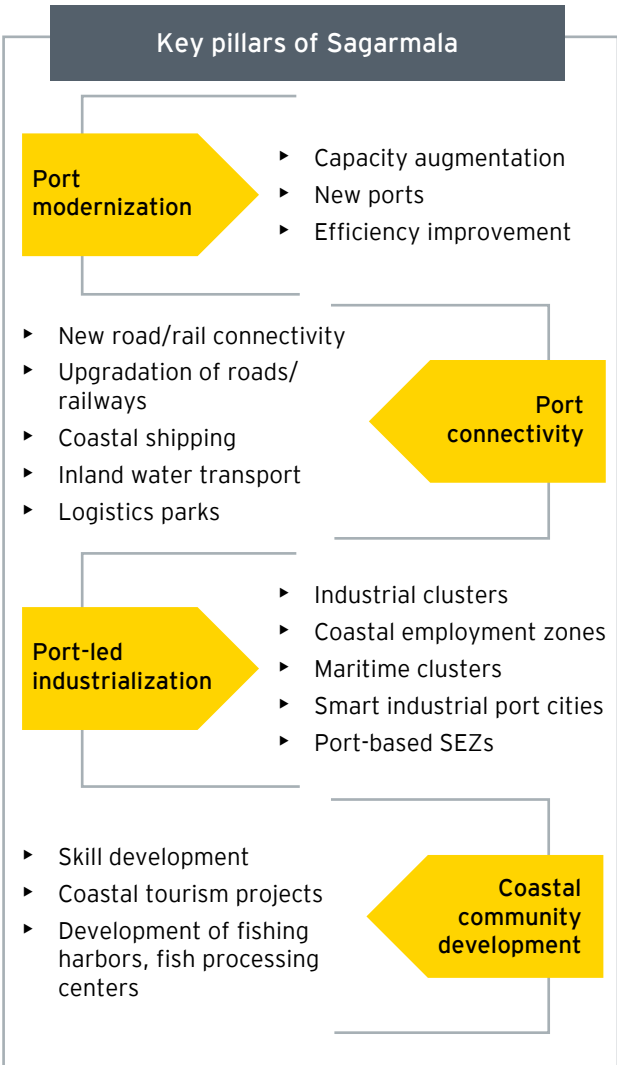 Key pillars of Sagarmala
Port
modernization
▸ Capacity augmentation
▸ New ports
▸ Efficiency improvement
▸ New road/rail connectivity
▸ Upgradation of roads/
railways
▸ Coastal shipping
▸ Inland water transport
▸ Logistics parks
Port
connectivity
Port-led
industrialization
▸ Industrial clusters
▸ Coastal employment zones
▸ Maritime clusters
▸ Smart industrial port cities
▸ Port-based SEZs
▸ Skill development
▸ Coastal tourism projects
▸ Development of fishing
harbors, fish processing
centers
Coastal
community
development